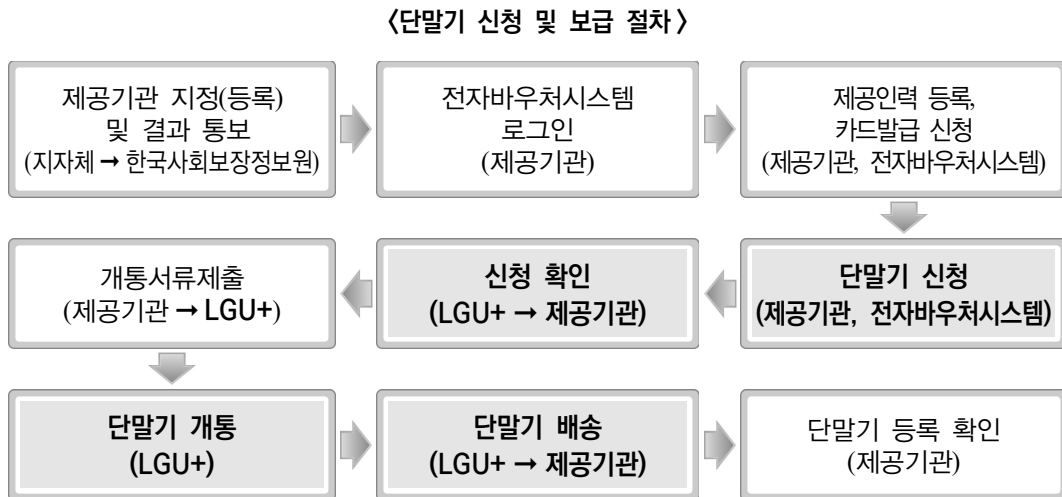 〈단말기 신청 및 보급 절차〉
제공기관 지정(등록)
및 결과 통보
(지자체 → 한국사회보장정보원)
전자바우처시스템
로그인
(제공기관)
제공인력 등록,
카드발급 신청
(제공기관, 전자바우처시스템)
단말기 신청
(제공기관, 전자바우처시스템)
신청 확인
(LGU+ → 제공기관)
개통서류제출
(제공기관 → LGU+)
단말기 개통
(LGU+)
단말기 배송
(LGU+ → 제공기관)
단말기 등록 확인
(제공기관)